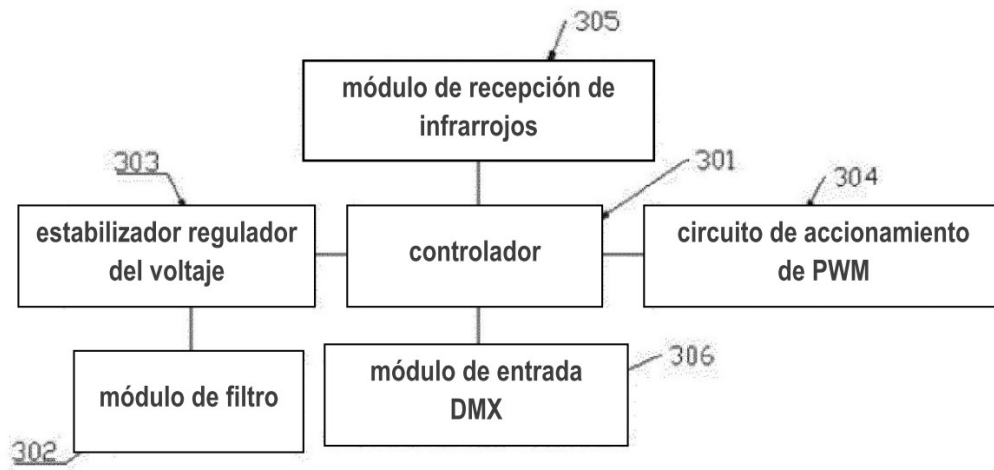 305
módulo de recepción de
infrarrojos
303
301
304
estabilizador regulador
del voltaje
controlador
circuito de accionamiento
de PWM
módulo de filtro
módulo de entrada
DMX
306
302